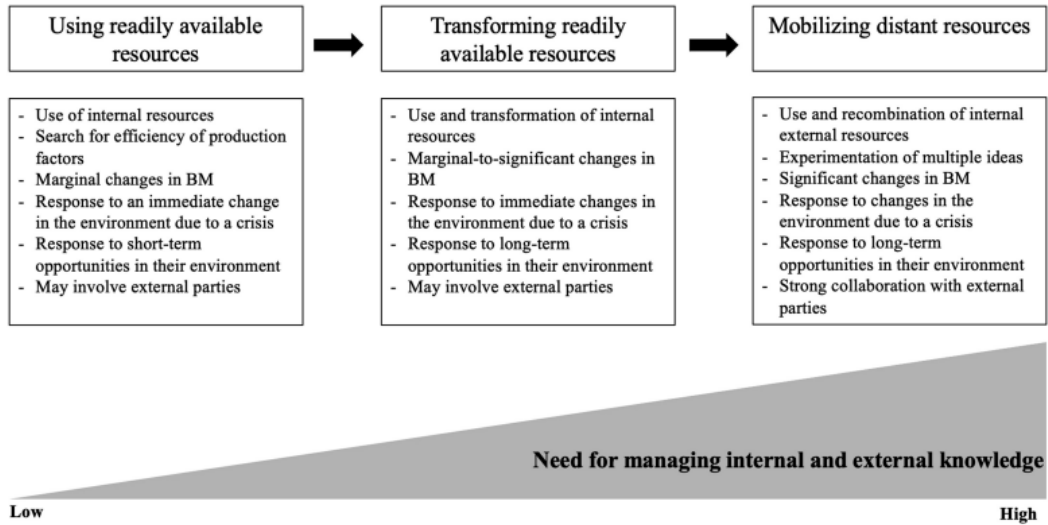 Using readily available
resources
Transforming readily
available resources
Mobilizing distant resources
- Use of internal resources
- Search for efficiency of production
factors
- Marginal changes in BM
- Response to an immediate change
in the environment due to a crisis
- Response to short-term
opportunities in their environment
- May involve external parties
- Use and transformation of internal
resources
- Marginal-to-significant changes in
BM
- Response to immediate changes in
the environment due to a crisis
- Response to long-term
opportunities in their environment
- May involve external parties
- Use and recombination of internal
external resources
- Experimentation of multiple ideas
- Significant changes in BM
- Response to changes in the
environment due to a crisis
- Response to long-term
opportunities in their environment
- Strong collaboration with external
parties
Need for managing internal and external knowledge
Low
High